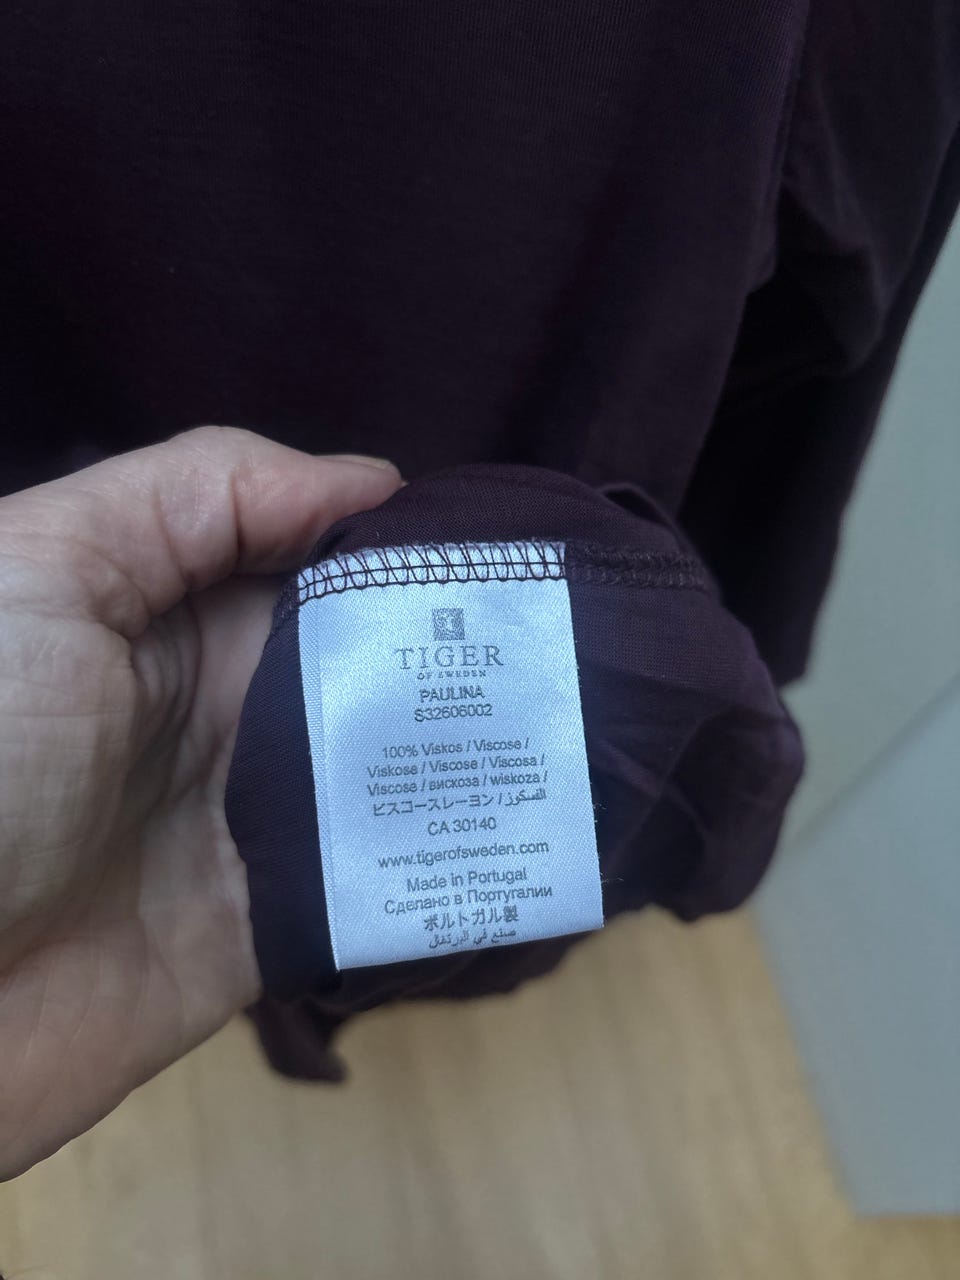 TIGER
OF SWEDEN
PAULINA
S32606002
100% Viskos / Viscose /
Viskose / Viscose / Viscosa /
Viscose / вискоза / wiskoza /
ビスコースレーヨン / الفسكوز
CA 30140
www.tigerofsweden.com
Made in Portugal
Сделано в Португалии
ポルトガル製
صنع في البرتغال